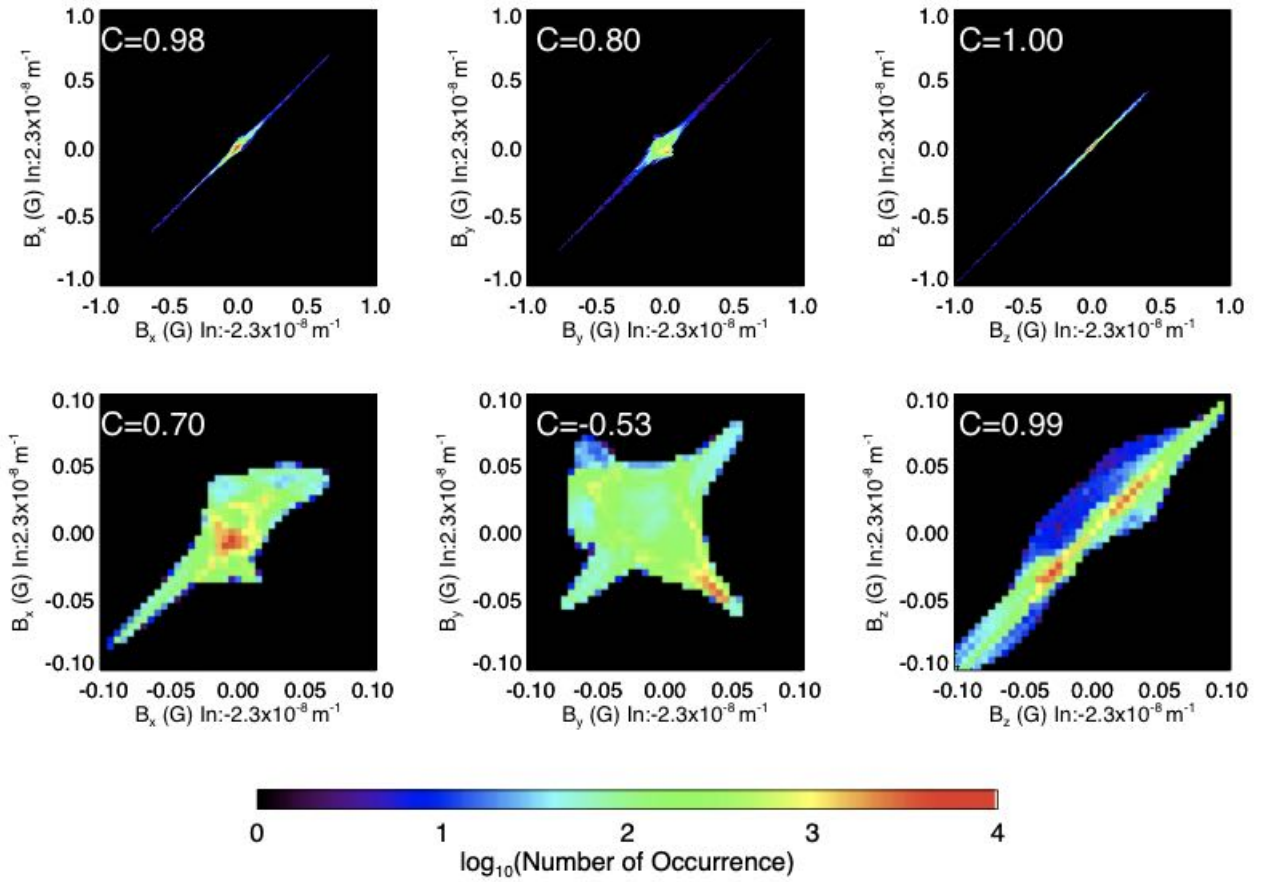 C=0.98
1.0
0.5
0.0
-0.5
-1.0
Bx (G) ln:2.3x10-8 m-1
-1.0 -0.5 0.0 0.5 1.0
Bx (G) ln:-2.3x10-8 m-1
C=0.80
1.0
0.5
0.0
-0.5
-1.0
By (G) ln:2.3x10-8 m-1
-1.0 -0.5 0.0 0.5 1.0
By (G) ln:-2.3x10-8 m-1
C=1.00
1.0
0.5
0.0
-0.5
-1.0
Bz (G) ln:2.3x10-8 m-1
-1.0 -0.5 0.0 0.5 1.0
Bz (G) ln:-2.3x10-8 m-1
C=0.70
0.10
0.05
0.00
-0.05
-0.10
Bx (G) ln:2.3x10-8 m-1
-0.10 -0.05 0.00 0.05 0.10
Bx (G) ln:-2.3x10-8 m-1
C=-0.53
0.10
0.05
0.00
-0.05
-0.10
By (G) ln:2.3x10-8 m-1
-0.10 -0.05 0.00 0.05 0.10
By (G) ln:-2.3x10-8 m-1
C=0.99
0.10
0.05
0.00
-0.05
-0.10
Bz (G) ln:2.3x10-8 m-1
-0.10 -0.05 0.00 0.05 0.10
Bz (G) ln:-2.3x10-8 m-1
0 1 2 3 4
log10(Number of Occurrence)